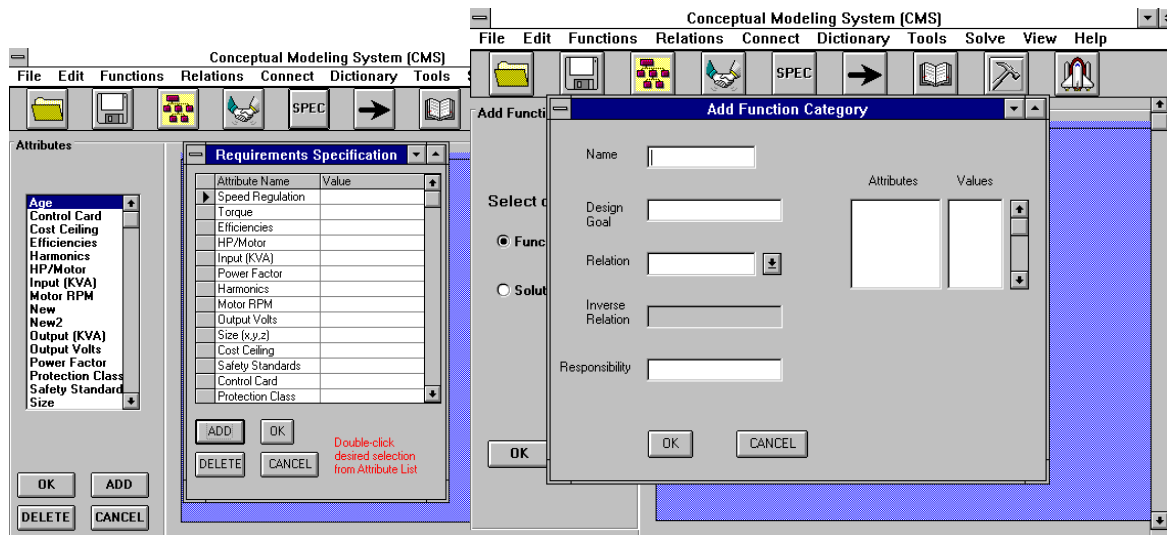 Conceptual Modeling System (CMS)
File Edit Functions Relations Connect Dictionary Tools
SPEC
Attributes
Age
Control Card
Cost Ceiling
Efficiencies
Harmonics
HP/Motor
Input (KVA)
Motor RPM
New
New2
Output (KVA)
Output Volts
Power Factor
Protection Class
Safety Standard
Size
OK ADD
DELETE CANCEL
Requirements Specification
Attribute Name Value
Speed Regulation
Torque
Efficiencies
HP/Motor
Input (KVA)
Power Factor
Harmonics
Motor RPM
Output Volts
Size (x,y,z)
Cost Ceiling
Safety Standards
Control Card
Protection Class
ADD OK
DELETE CANCEL
Double-click
desired selection
from Attribute List
Conceptual Modeling System (CMS)
File Edit Functions Relations Connect Dictionary Tools Solve View Help
SPEC
Add Functi
Select c
Func
Solut
OK
Add Function Category
Name
Design
Goal
Relation
Inverse
Relation
Responsibility
Attributes Values
OK CANCEL